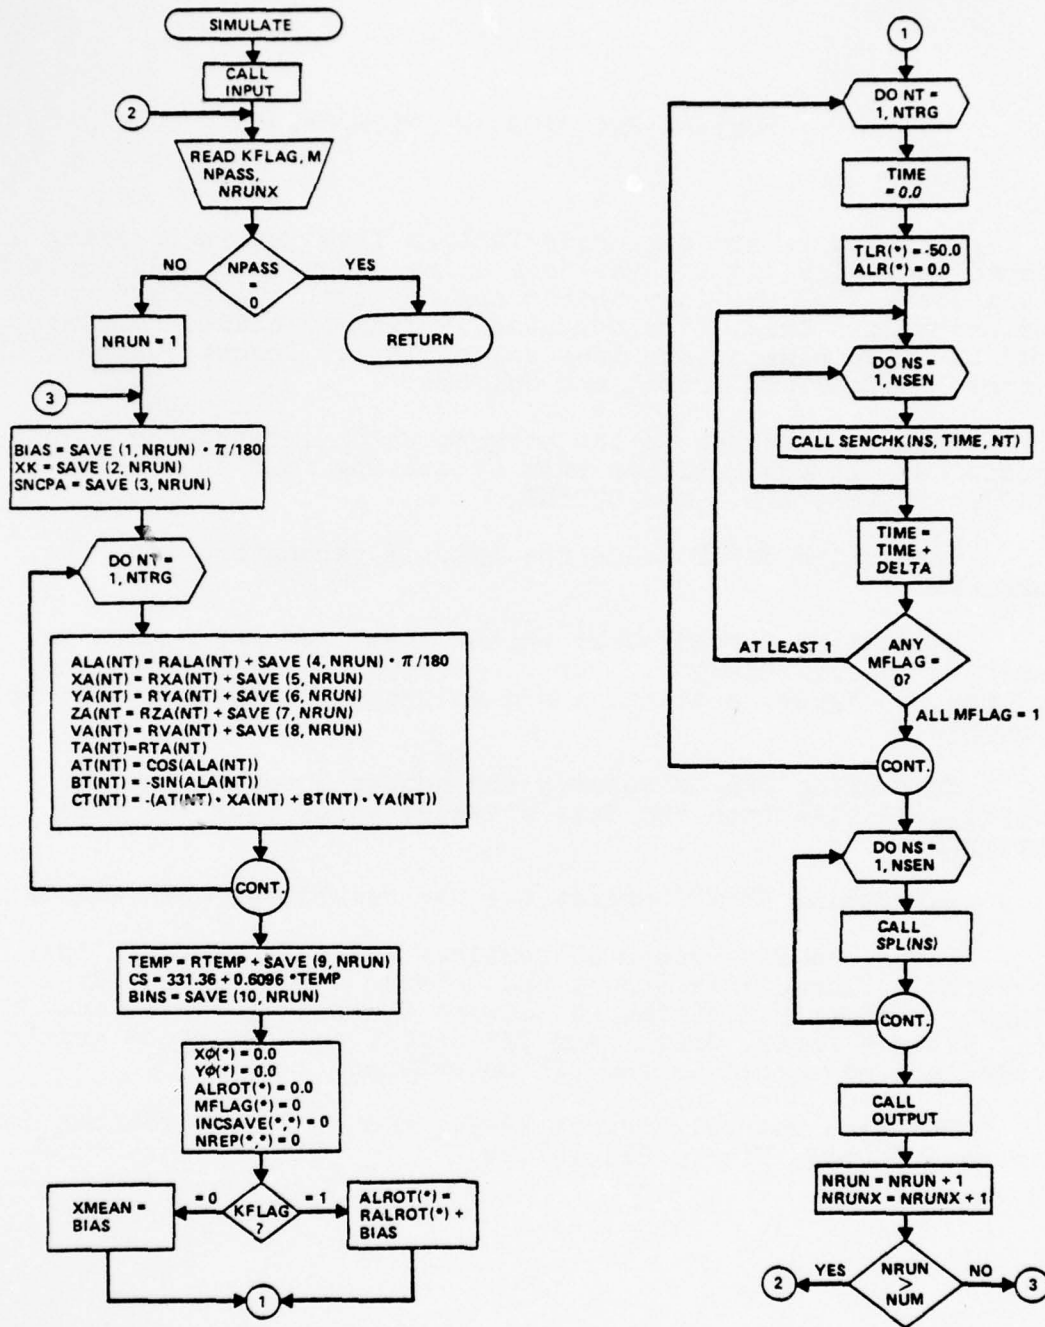 SIMULATE
CALL
INPUT
2
READ KFLAG, M
NPASS,
NRUNX
NPASS
=
0
NO
YES
RETURN
NRUN = 1
3
BIAS = SAVE (1, NRUN) • π/180
XK = SAVE (2, NRUN)
SNCPA = SAVE (3, NRUN)
DO NT =
1, NTRG
ALA(NT) = RALA(NT) + SAVE (4, NRUN) • π/180
XA(NT) = RXA(NT) + SAVE (5, NRUN)
YA(NT) = RYA(NT) + SAVE (6, NRUN)
ZA(NT = RZA(NT) + SAVE (7, NRUN)
VA(NT) = RVA(NT) + SAVE (8, NRUN)
TA(NT)=RTA(NT)
AT(NT) = COS(ALA(NT))
BT(NT) = -SIN(ALA(NT))
CT(NT) = -(AT(NT) • XA(NT) + BT(NT) • YA(NT))
CONT.
TEMP = RTEMP + SAVE (9, NRUN)
CS = 331.36 + 0.6096 *TEMP
BINS = SAVE (10, NRUN)
XΦ(*) = 0.0
YΦ(*) = 0.0
ALROT(*) = 0.0
MFLAG(*) = 0
INCSAVE(*,*) = 0
NREP(*,*) = 0
KFLAG
?
= 0
= 1
XMEAN =
BIAS
ALROT(*) =
RALROT(*) +
BIAS
1
1
DO NT =
1, NTRG
TIME
= 0.0
TLR(*) = -50.0
ALR(*) = 0.0
DO NS =
1, NSEN
CALL SENCHK(NS, TIME, NT)
TIME =
TIME +
DELTA
AT LEAST 1
ANY
MFLAG =
0?
ALL MFLAG = 1
CONT.
DO NS =
1, NSEN
CALL
SPL(NS)
CONT.
CALL
OUTPUT
NRUN = NRUN + 1
NRUNX = NRUNX + 1
NRUN
>
NUM
YES
NO
2
3